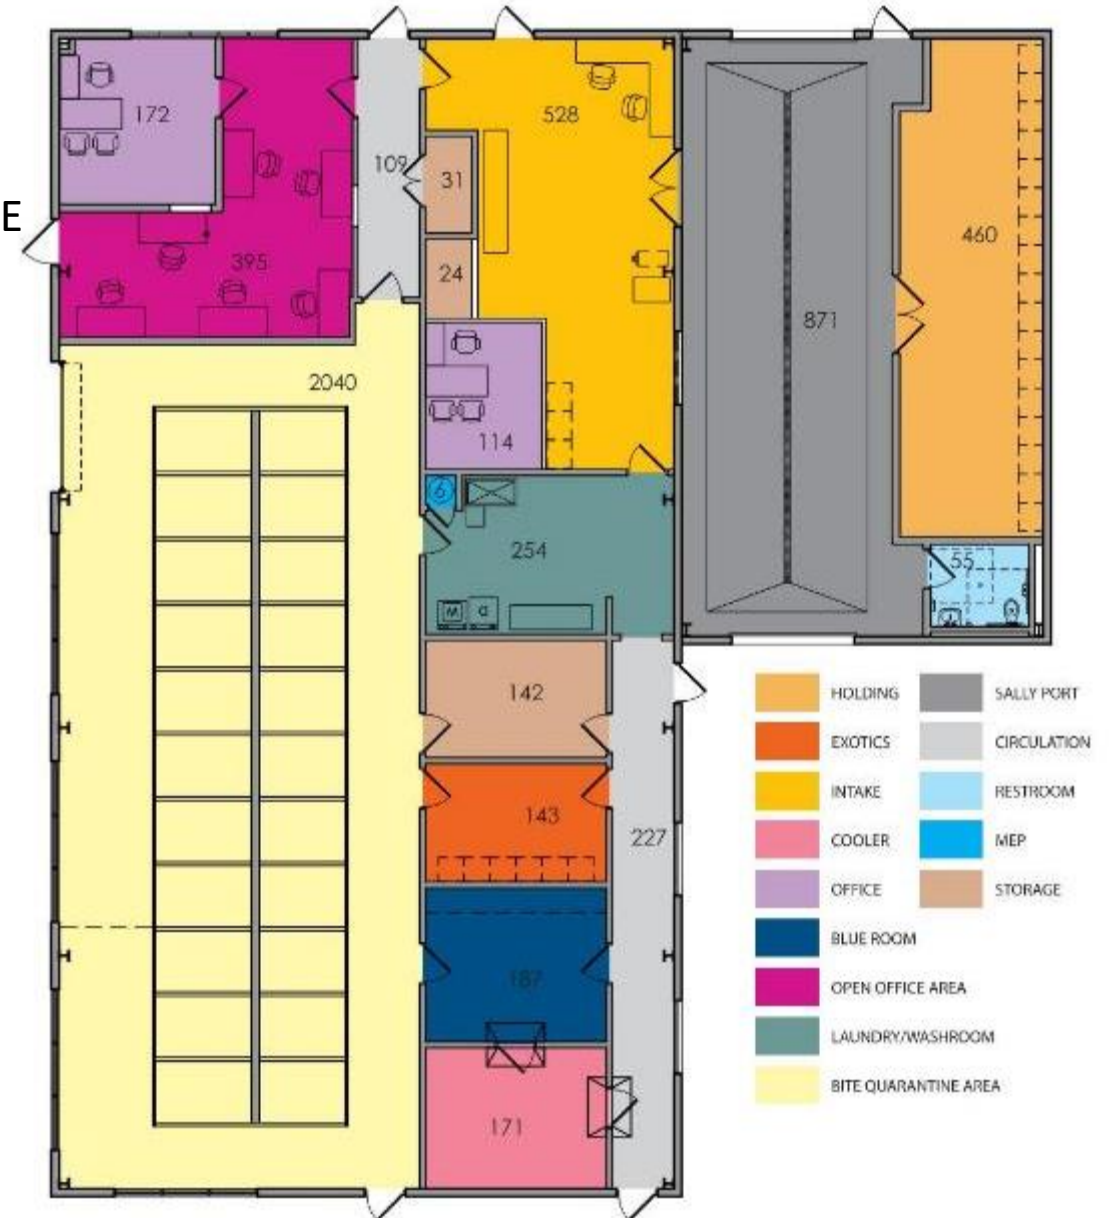 172
528
109
31
E
460
395
24
871
2040
114
6
254
55
M
D
142
HOLDING
SALLY PORT
EXOTICS
CIRCULATION
INTAKE
RESTROOM
143
227
COOLER
MEP
OFFICE
STORAGE
BLUE ROOM
187
OPEN OFFICE AREA
LAUNDRY/WASHROOM
171
BITE QUARANTINE AREA